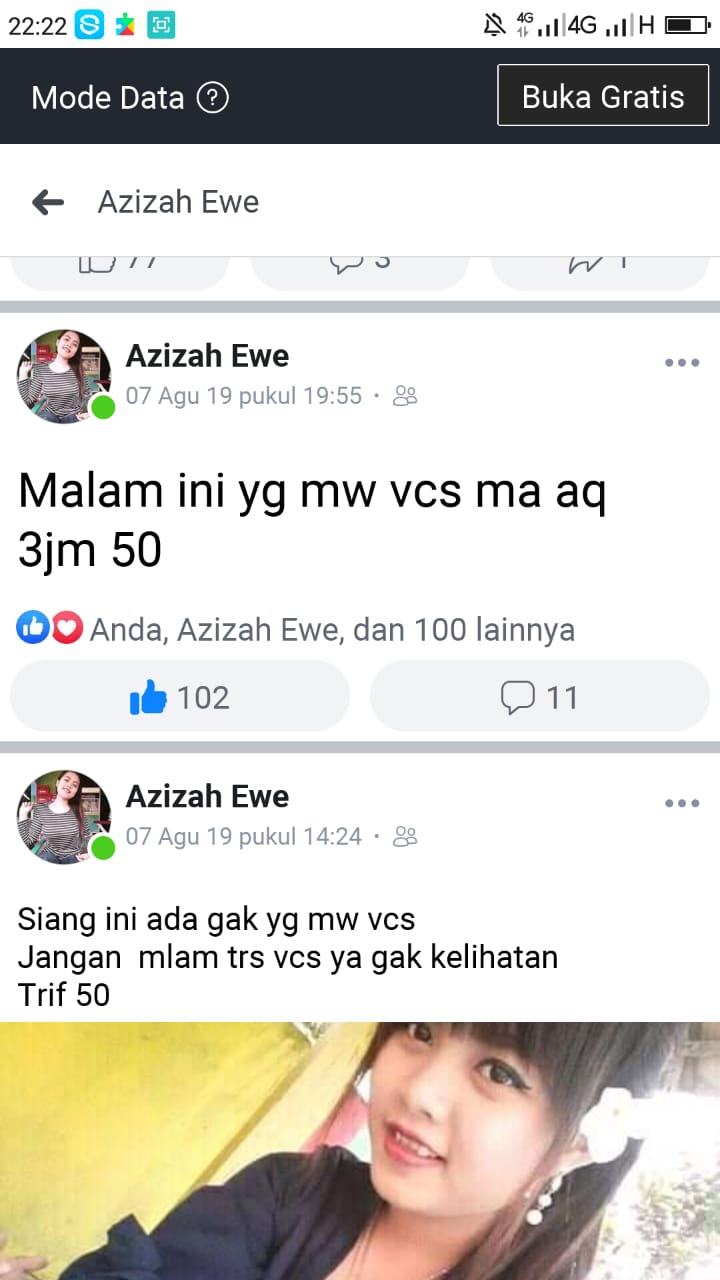 22:22 4G 4G H
Mode Data ?
Buka Gratis
Azizah Ewe
77 3 1
Azizah Ewe
07 Agu 19 pukul 19:55
Malam ini yg mw vcs ma aq
3jm 50
Anda, Azizah Ewe, dan 100 lainnya
102 11
Azizah Ewe
07 Agu 19 pukul 14:24
Siang ini ada gak yg mw vcs
Jangan  mlam trs vcs ya gak kelihatan
Trif 50